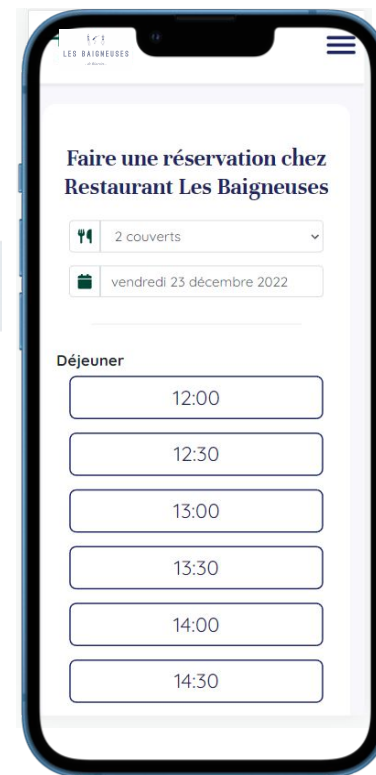 LES BAIGNEUSES
Faire une réservation chez
Restaurant Les Baigneuses
2 couverts
vendredi 23 décembre 2022
Déjeuner
12:00
12:30
13:00
13:30
14:00
14:30